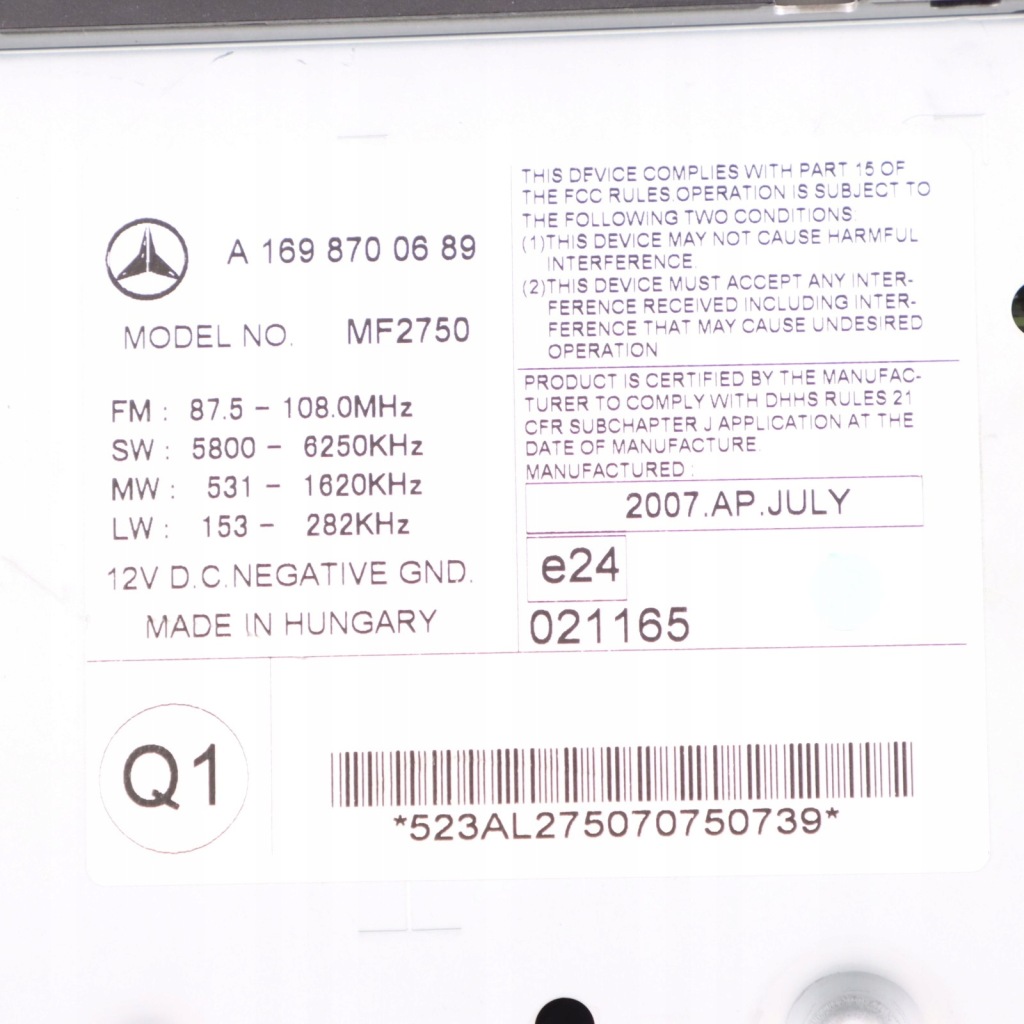 A 169 870 06 89
MODEL NO. MF2750
FM : 87.5 - 108.0MHz
SW : 5800 - 6250KHz
MW : 531 - 1620KHz
LW : 153 - 282KHz
12V D.C.NEGATIVE GND.
MADE IN HUNGARY
THIS DEVICE COMPLIES WITH PART 15 OF
THE FCC RULES.OPERATION IS SUBJECT TO
THE FOLLOWING TWO CONDITIONS:
(1)THIS DEVICE MAY NOT CAUSE HARMFUL
INTERFERENCE.
(2)THIS DEVICE MUST ACCEPT ANY INTER-
FERENCE RECEIVED INCLUDING INTER-
FERENCE THAT MAY CAUSE UNDESIRED
OPERATION
PRODUCT IS CERTIFIED BY THE MANUFAC-
TURER TO COMPLY WITH DHHS RULES 21
CFR SUBCHAPTER J APPLICATION AT THE
DATE OF MANUFACTURE.
MANUFACTURED :
2007.AP.JULY
e24
021165
Q1
*523AL275070750739*